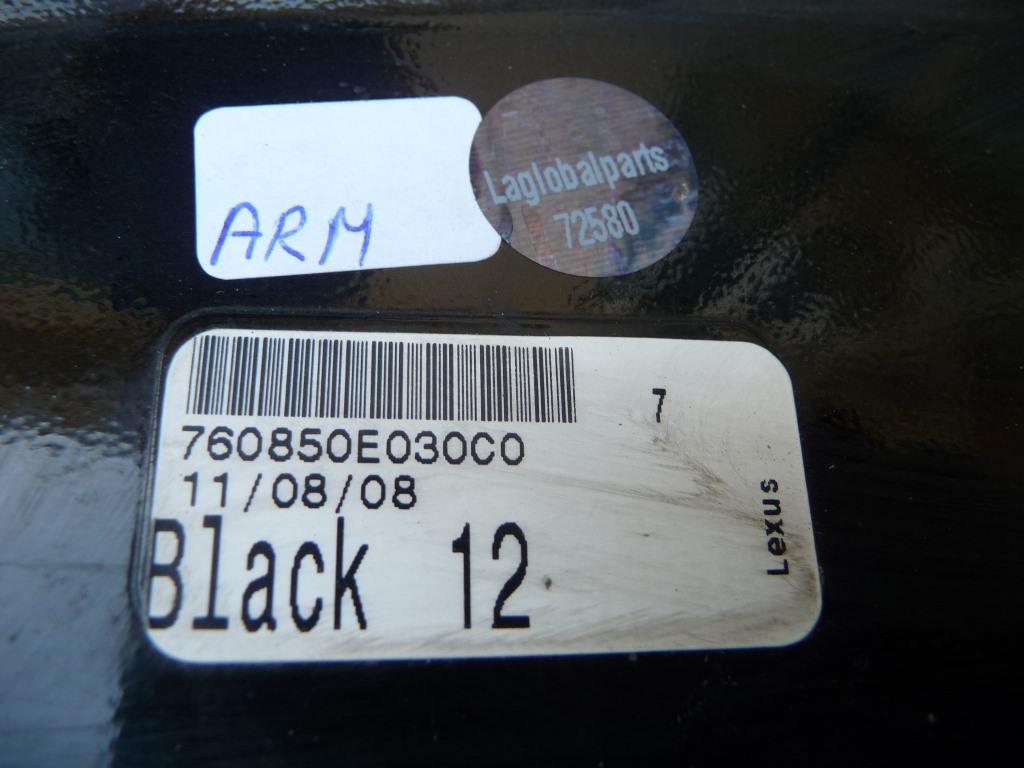 ARM
Laglobalparts
72580
7
760850E030C0
11/08/08
Black 12
Lexus